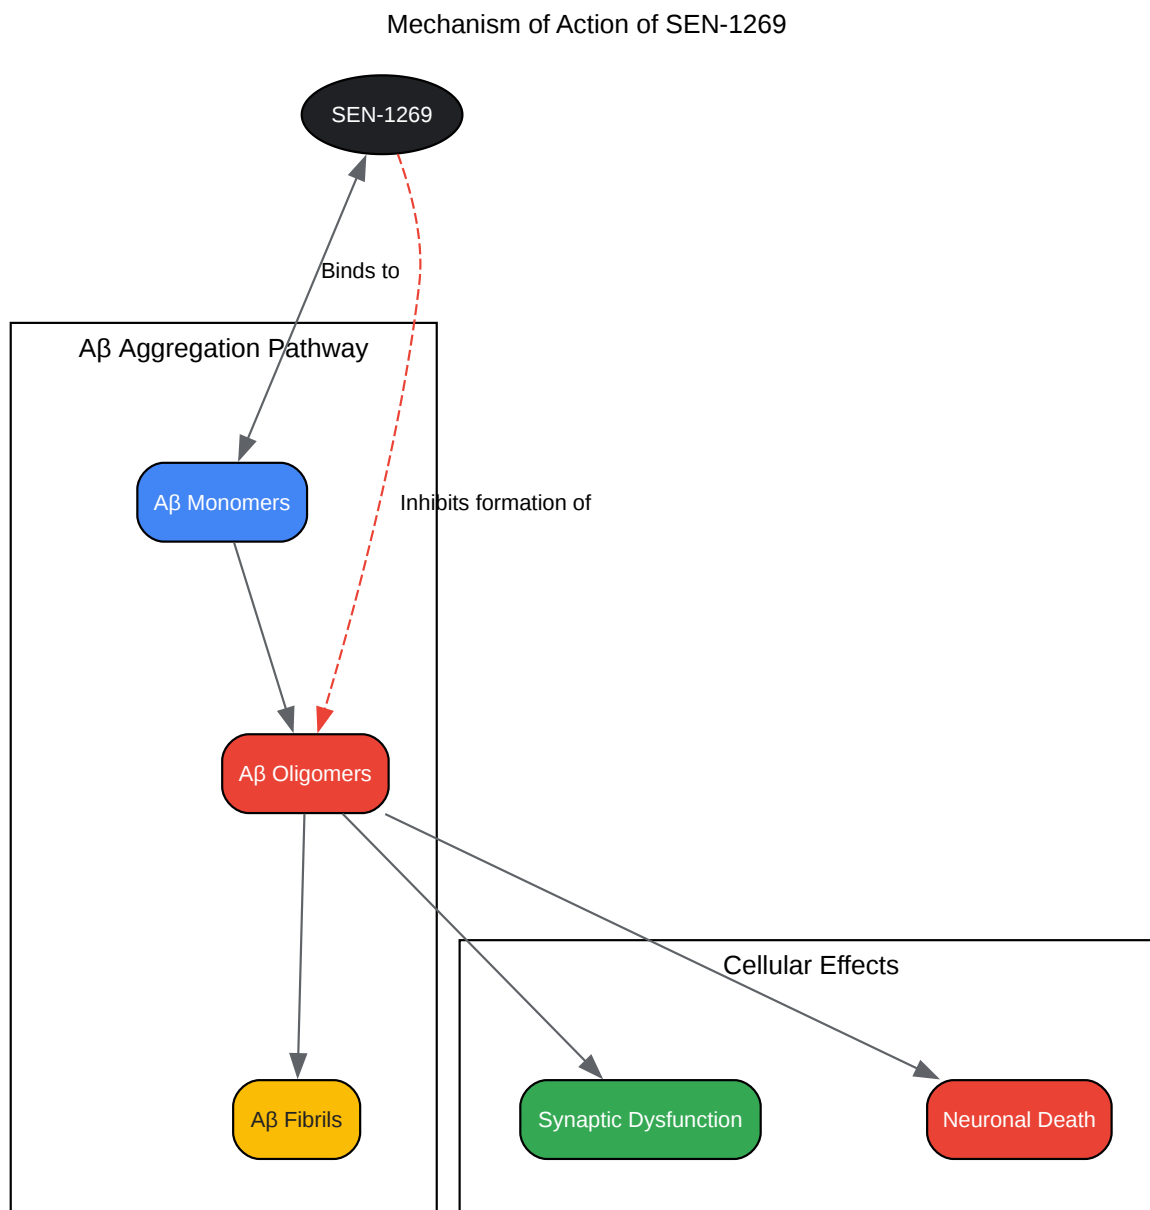 Mechanism of Action of SEN-1269
SEN-1269
Binds to
Aβ Aggregation Pathway
Aβ Monomers
Inhibits formation of
Aβ Oligomers
Cellular Effects
Aβ Fibrils
Synaptic Dysfunction
Neuronal Death